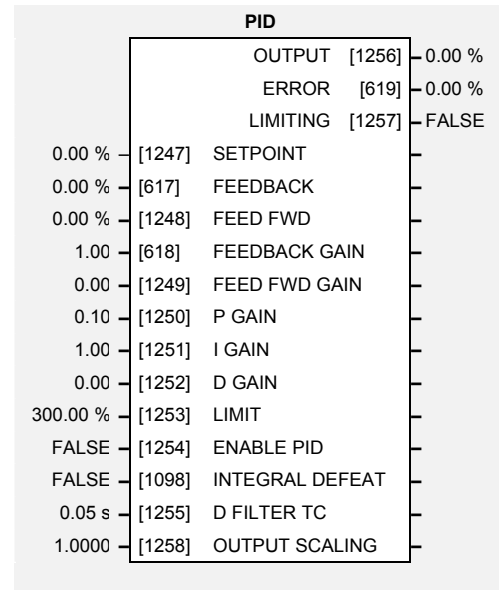 PID
OUTPUT [1256] 0.00 %
ERROR [619] 0.00 %
LIMITING [1257] FALSE
0.00 % [1247] SETPOINT
0.00 % [617] FEEDBACK
0.00 % [1248] FEED FWD
1.00 [618] FEEDBACK GAIN
0.00 [1249] FEED FWD GAIN
0.10 [1250] P GAIN
1.00 [1251] I GAIN
0.00 [1252] D GAIN
300.00 % [1253] LIMIT
FALSE [1254] ENABLE PID
FALSE [1098] INTEGRAL DEFEAT
0.05 s [1255] D FILTER TC
1.0000 [1258] OUTPUT SCALING